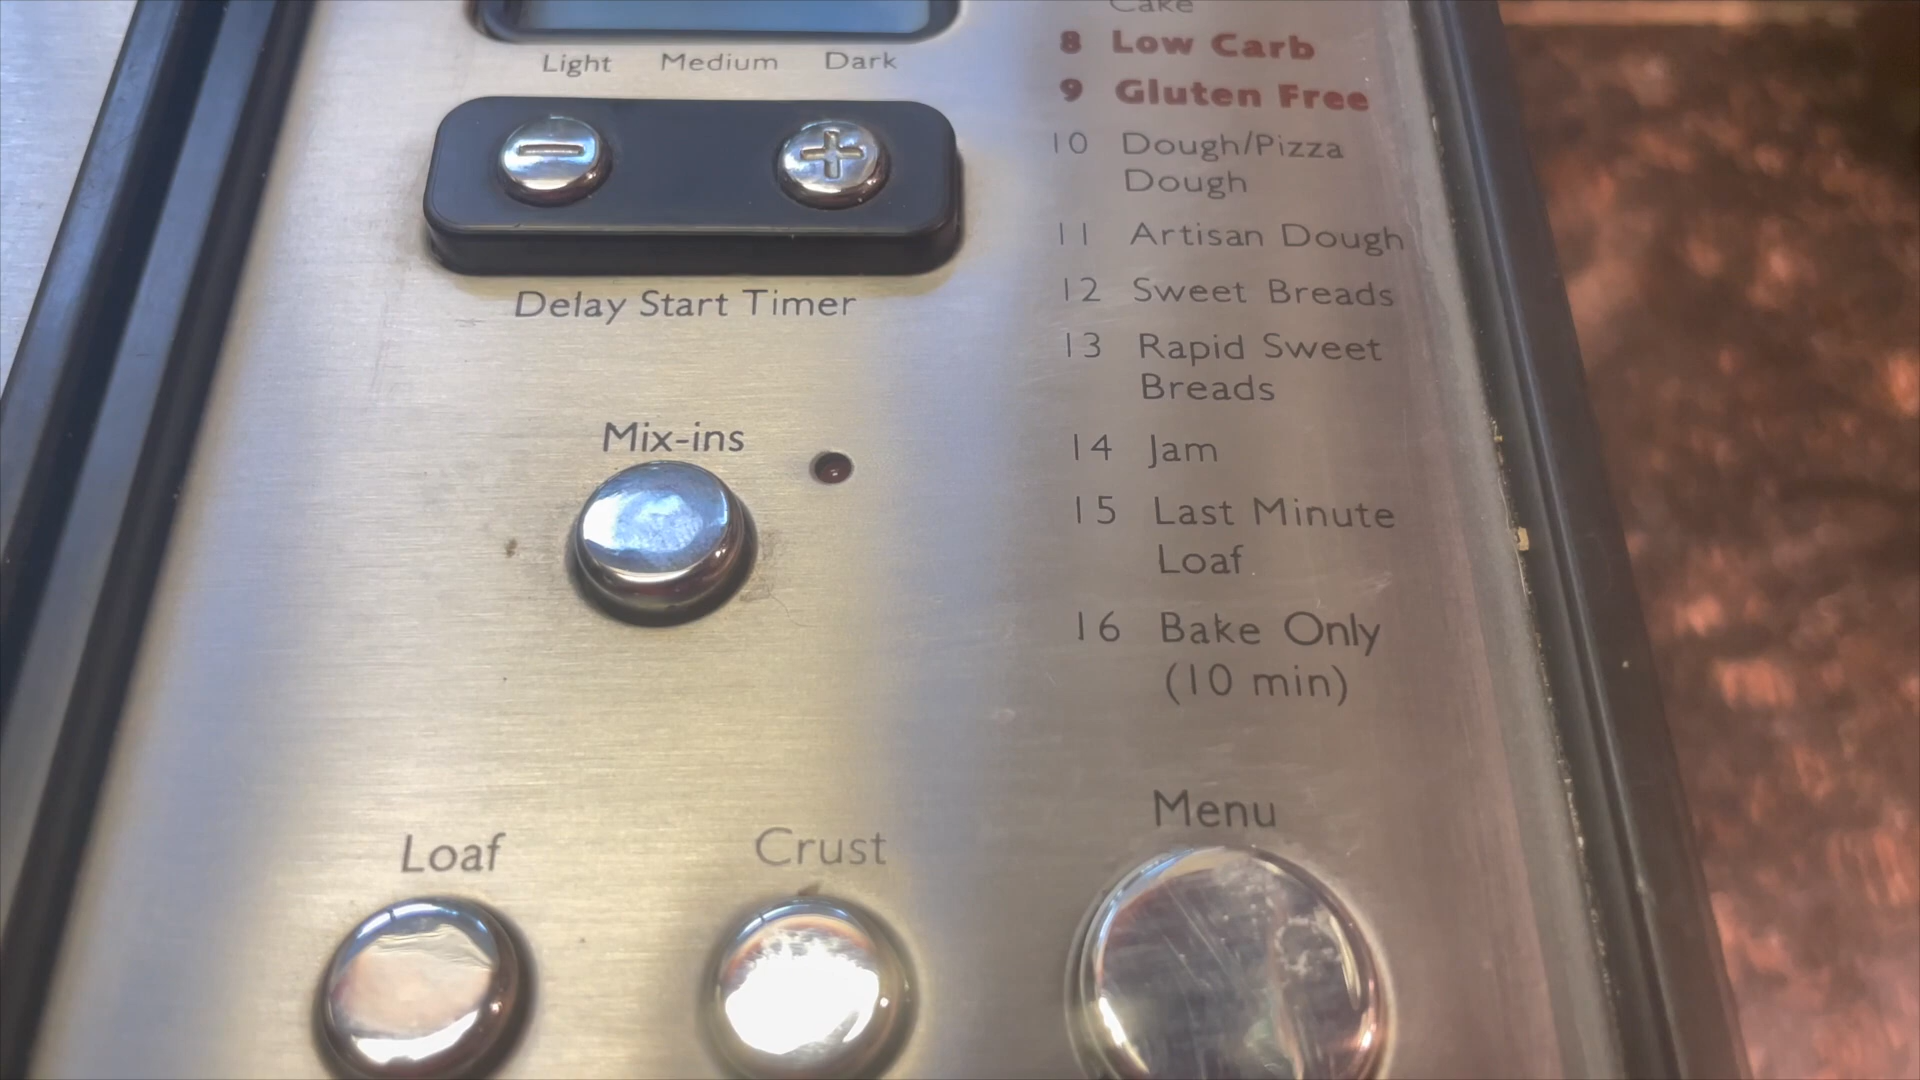 Light Medium Dark
Delay Start Timer
Mix-ins
Loaf
Crust
Cake
8 Low Carb
9 Gluten Free
10 Dough/Pizza
Dough
11 Artisan Dough
12 Sweet Breads
13 Rapid Sweet
Breads
14 Jam
15 Last Minute
Loaf
16 Bake Only
(10 min)
Menu